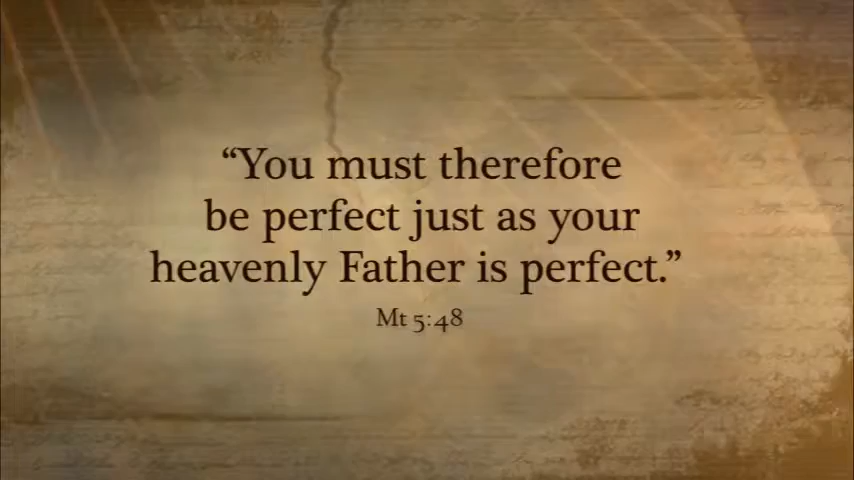 “You must therefore
be perfect just as your
heavenly Father is perfect.”
Mt 5:48